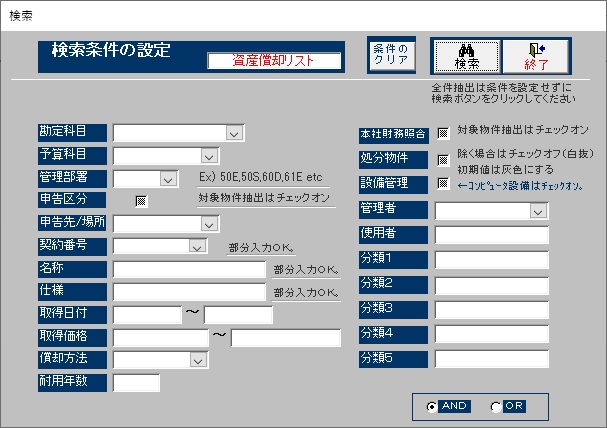 検索
検索条件の設定
資産償却リスト
条件の
クリア
検索
終了
全件抽出は条件を設定せずに
検索ボタンをクリックしてください
勘定科目
予算科目
管理部署
Ex) 50E,50S,60D,61E etc
申告区分
対象物件抽出はチェックオン
申告先/場所
契約番号
部分入力OK。
名称
部分入力OK。
仕様
部分入力OK。
取得日付
～
取得価格
～
償却方法
耐用年数
本社財務照合
対象物件抽出はチェックオン
処分物件
除く場合はチェックオフ(白抜)
初期値は灰色にする
設備管理
←コンピュータ設備はチェックオン。
管理者
使用者
分類1
分類2
分類3
分類4
分類5
AND
OR